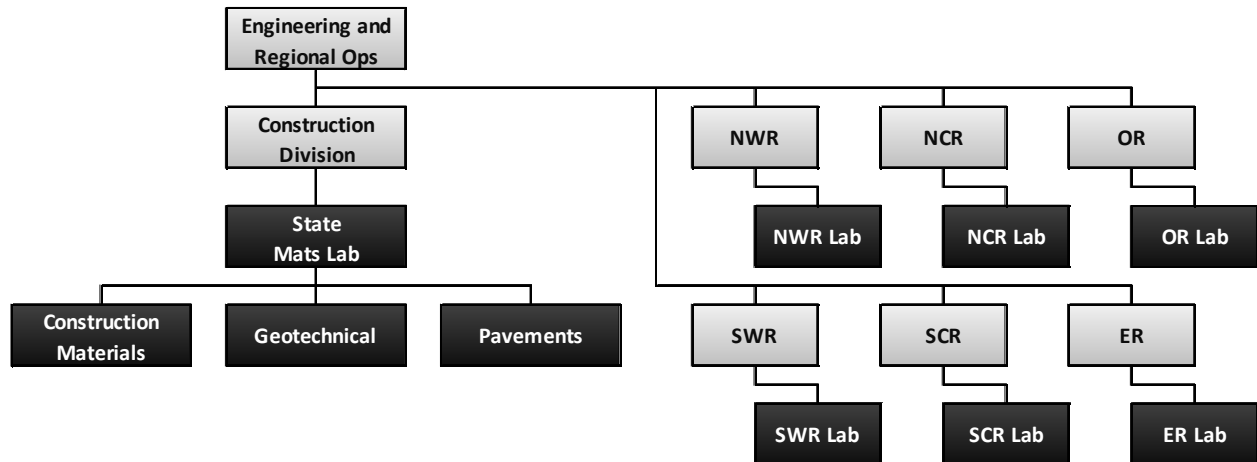 Engineering and
Regional Ops
Construction
Division
NWR
NCR
OR
State
Mats Lab
NWR Lab
NCR Lab
OR Lab
Construction
Materials
Geotechnical
Pavements
SWR
SCR
ER
SWR Lab
SCR Lab
ER Lab